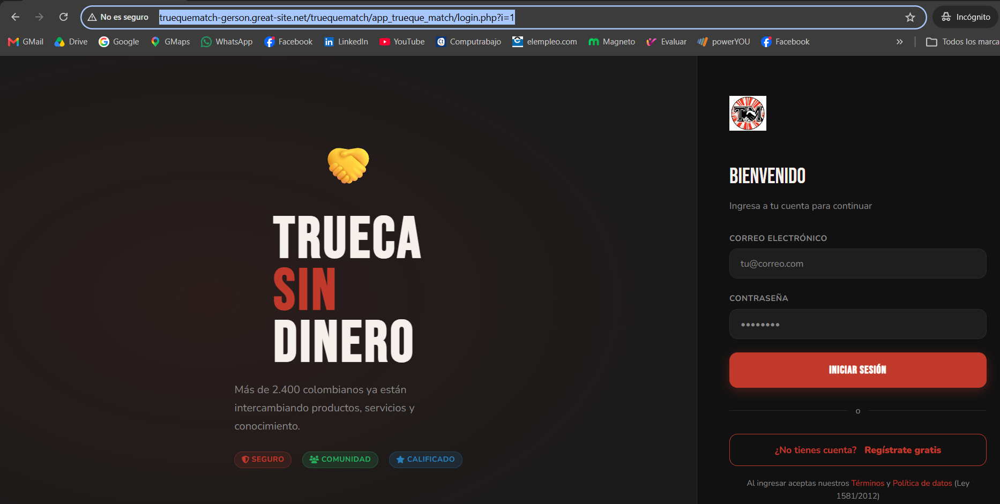 No es seguro
truequematch-gerson.great-site.net/truequematch/app_trueque_match/login.php?i=1
Incógnito
GMail
Drive
Google
GMaps
WhatsApp
Facebook
LinkedIn
YouTube
Computrabajo
elempleo.com
Magneto
Evaluar
powerYOU
Facebook
»
Todos los marca
TRUECA
SIN
DINERO
Más de 2.400 colombianos ya están
intercambiando productos, servicios y
conocimiento.
SEGURO
COMUNIDAD
CALIFICADO
TM
BIENVENIDO
Ingresa a tu cuenta para continuar
CORREO ELECTRÓNICO
tu@correo.com
CONTRASEÑA
••••••••
INICIAR SESIÓN
o
¿No tienes cuenta? Regístrate gratis
Al ingresar aceptas nuestros Términos y Política de datos (Ley
1581/2012)